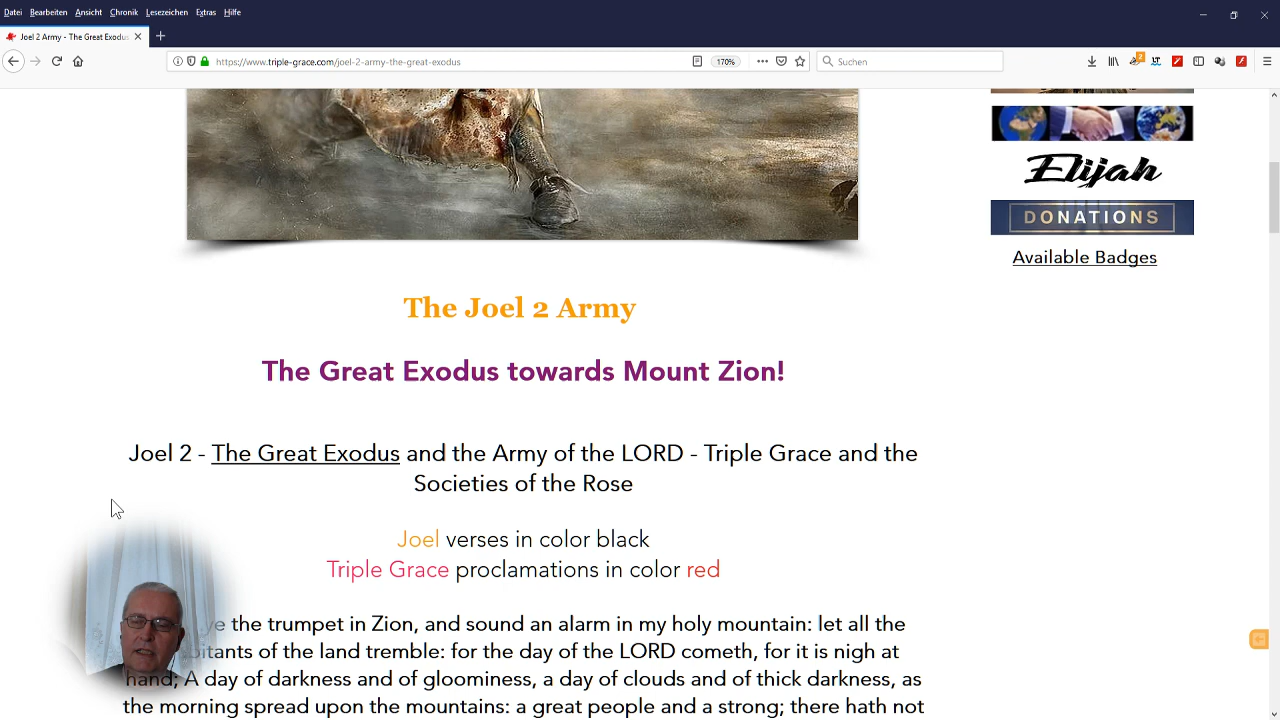 Datei Bearbeiten Ansicht Chronik Lesezeichen Extras Hilfe
Joel 2 Army - The Great Exodus
https://www.triple-grace.com/joel-2-army-the-great-exodus
170%
Suchen
Elijah
DONATIONS
Available Badges
The Joel 2 Army
The Great Exodus towards Mount Zion!
Joel 2 - The Great Exodus and the Army of the LORD - Triple Grace and the
Societies of the Rose
Joel verses in color black
Triple Grace proclamations in color red
ye the trumpet in Zion, and sound an alarm in my holy mountain: let all the
of the land tremble: for the day of the LORD cometh, for it is nigh at
hand; A day of darkness and of gloominess, a day of clouds and of thick darkness, as
the morning spread upon the mountains: a great people and a strong; there hath not